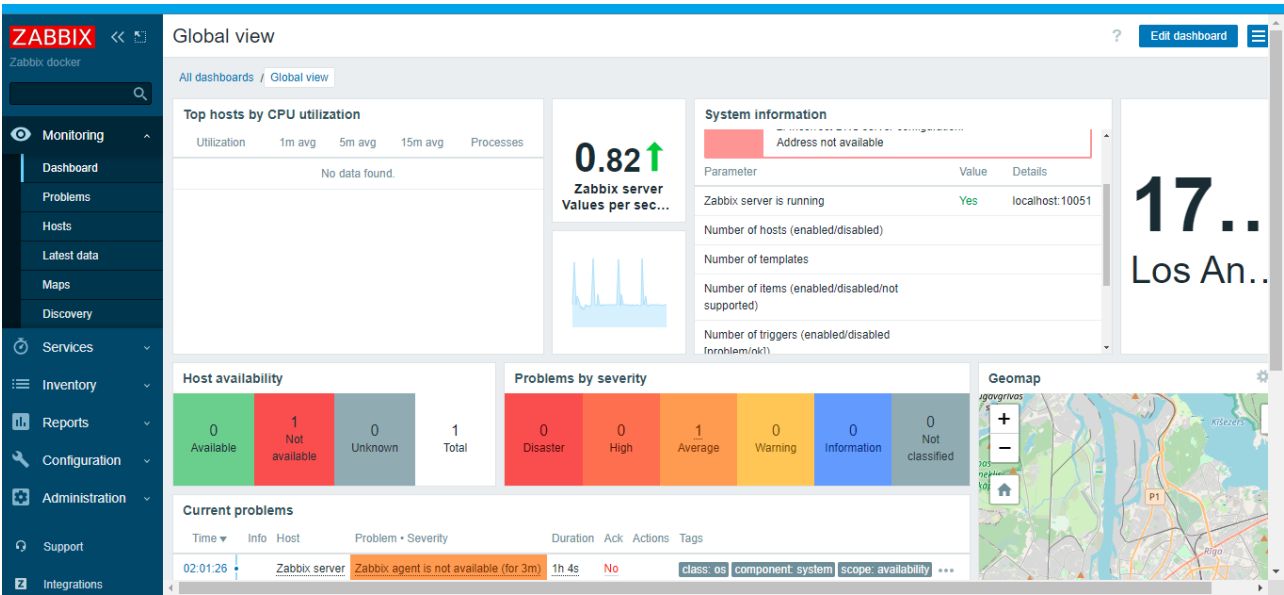 ZABBIX
Zabbix docker
Monitoring
Dashboard
Problems
Hosts
Latest data
Maps
Discovery
Services
Inventory
Reports
Configuration
Administration
Support
Z Integrations
Global view
? Edit dashboard
All dashboards / Global view
Top hosts by CPU utilization
Utilization 1m avg 5m avg 15m avg Processes
No data found.
0.82
Zabbix server
Values per sec...
System information
Address not available
Parameter Value Details
Zabbix server is running Yes localhost:10051
Number of hosts (enabled/disabled)
Number of templates
Number of items (enabled/disabled/not
supported)
Number of triggers (enabled/disabled
[problem/ok])
17...
Los An...
Host availability
0 Available
1 Not available
0 Unknown
1 Total
Problems by severity
0 Disaster
0 High
1 Average
0 Warning
0 Information
0 Not classified
Geomap
+
−
Ķīšezers
P1
Rīga
Current problems
Time Info Host Problem • Severity Duration Ack Actions Tags
02:01:26 Zabbix server Zabbix agent is not available (for 3m) 1h 4s No class: os component: system scope: availability •••